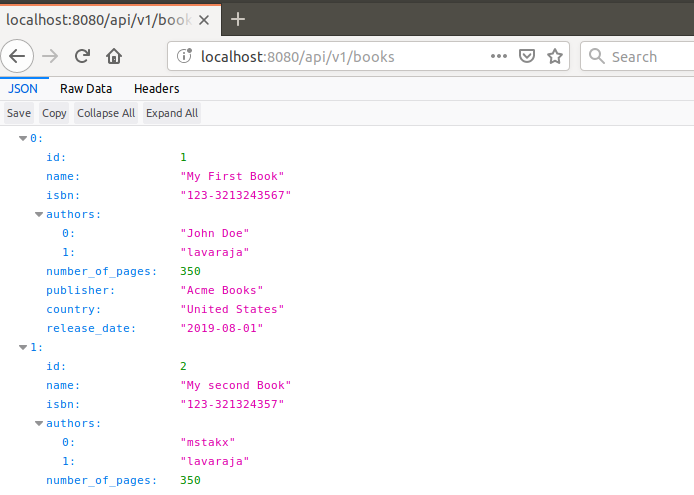 localhost:8080/api/v1/book
localhost:8080/api/v1/books
Search
JSON Raw Data Headers
Save Copy Collapse All Expand All
0:
id: 1
name: "My First Book"
isbn: "123-3213243567"
authors:
0: "John Doe"
1: "lavaraja"
number_of_pages: 350
publisher: "Acme Books"
country: "United States"
release_date: "2019-08-01"
1:
id: 2
name: "My second Book"
isbn: "123-321324357"
authors:
0: "mstakx"
1: "lavaraja"
number_of_pages: 350